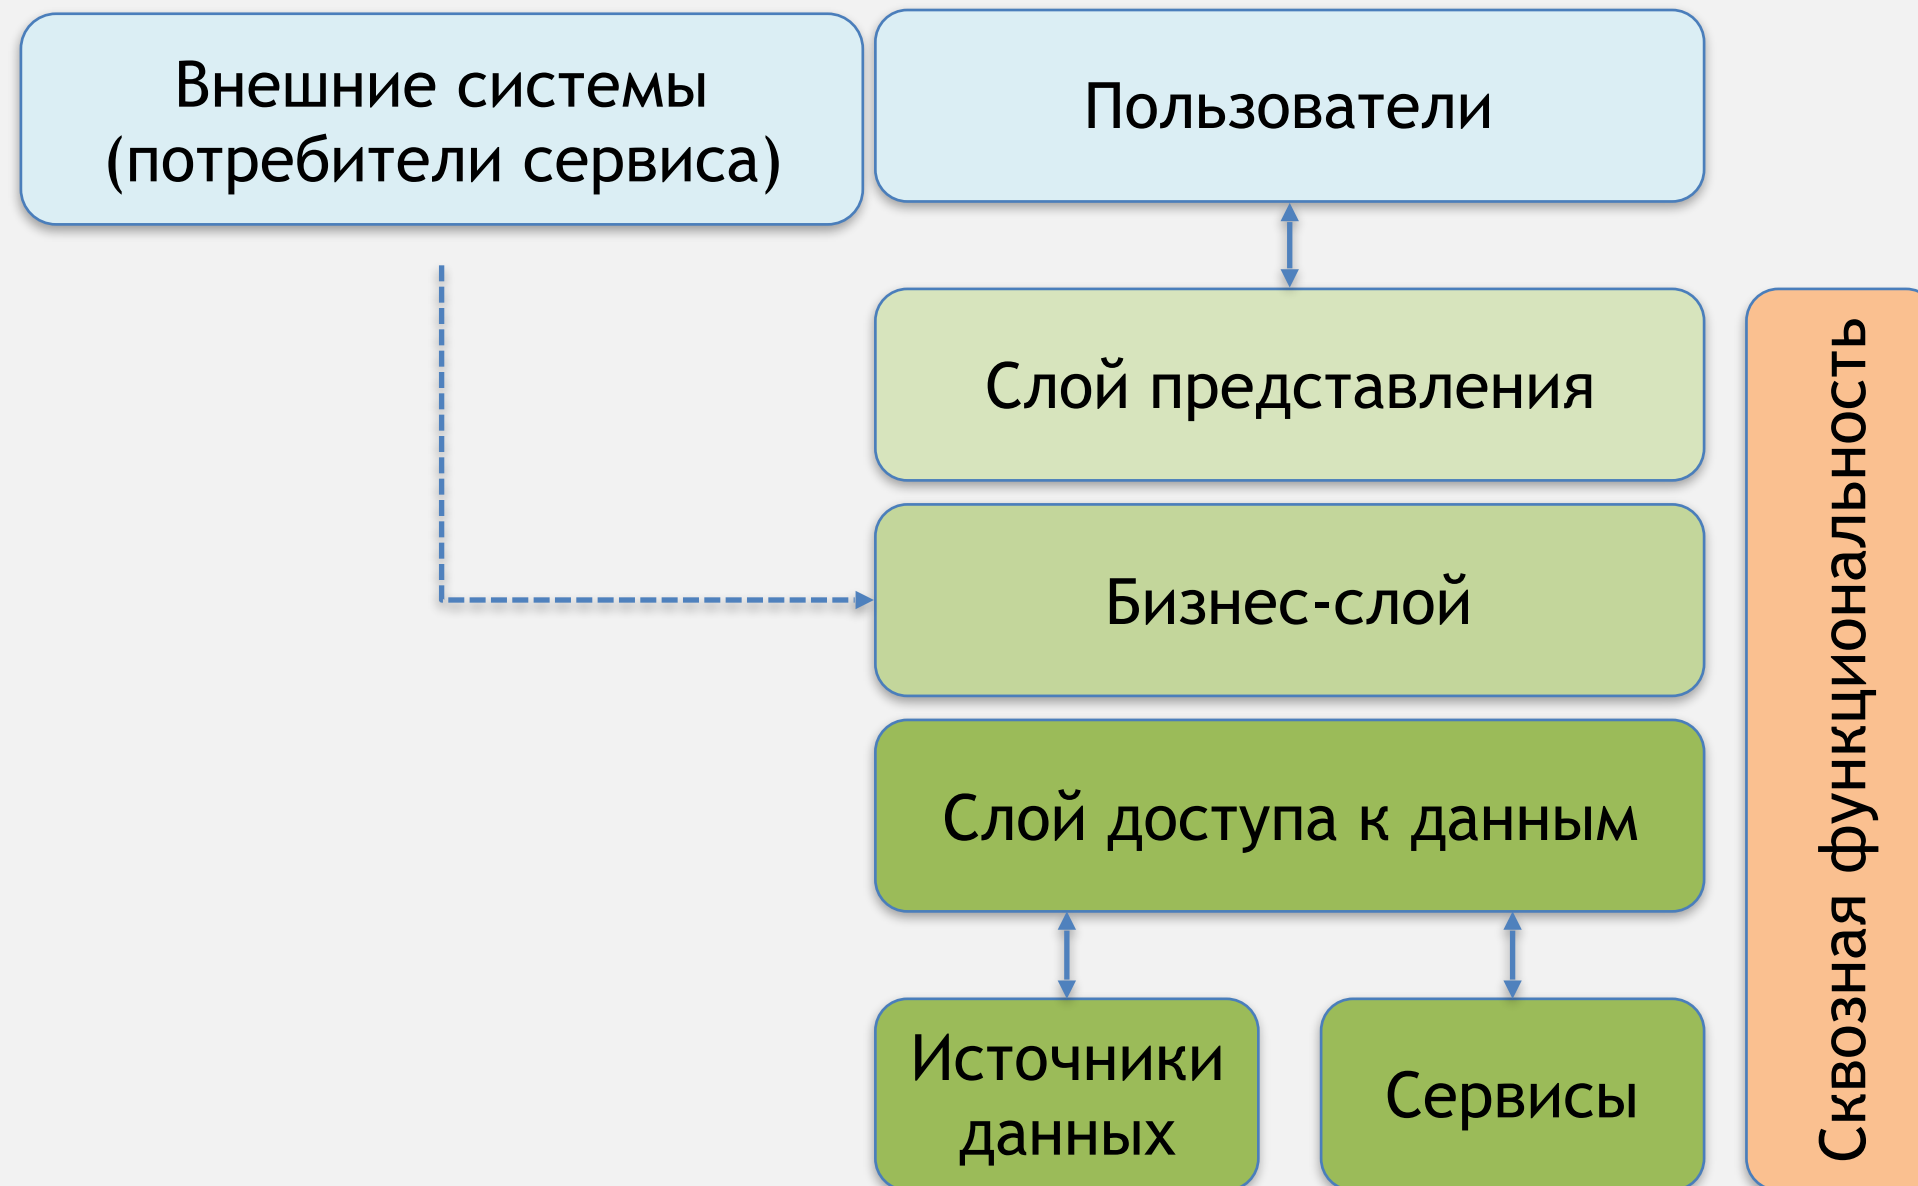 Внешние системы
(потребители сервиса)
Пользователи
Слой представления
Бизнес-слой
Слой доступа к данным
Источники
данных
Сервисы
Сквозная функциональность